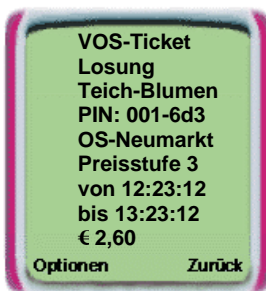 VOS-Ticket
Losung
Teich-Blumen
PIN: 001-6d3
OS-Neumarkt
Preisstufe 3
von 12:23:12
bis 13:23:12
€ 2,60
Optionen Zurück